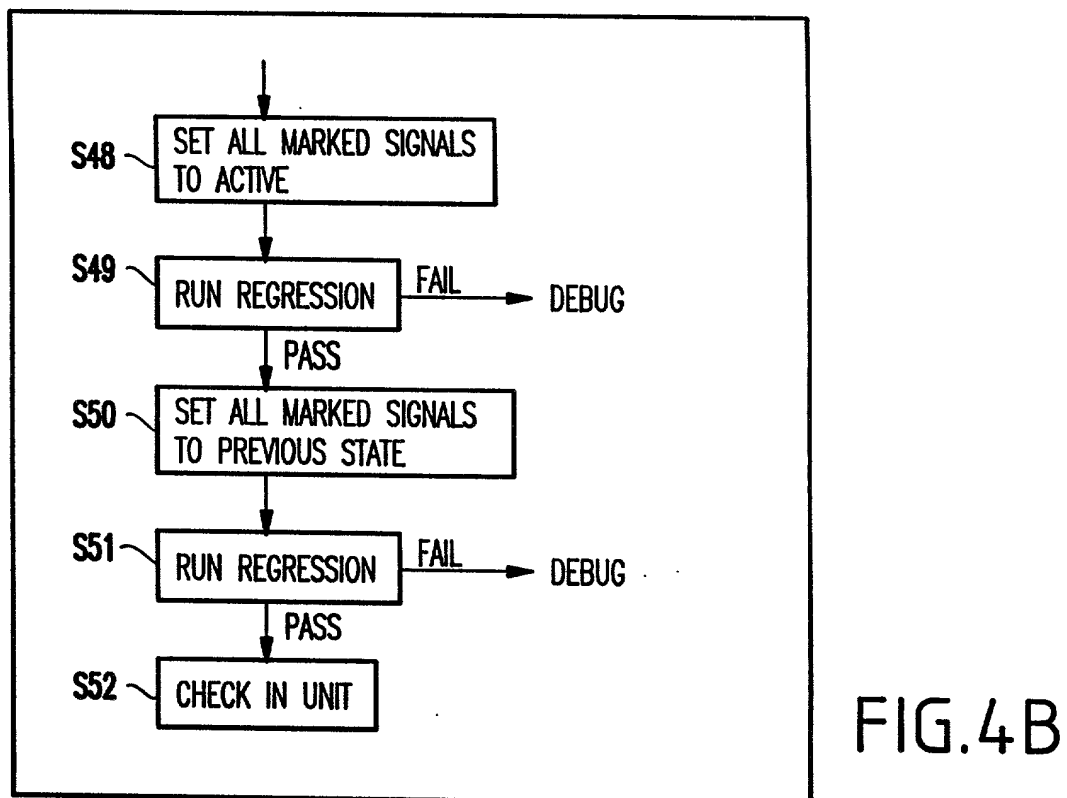 S48
SET ALL MARKED SIGNALS
TO ACTIVE
S49
RUN REGRESSION
FAIL
DEBUG
PASS
S50
SET ALL MARKED SIGNALS
TO PREVIOUS STATE
S51
RUN REGRESSION
FAIL
DEBUG
PASS
S52
CHECK IN UNIT
FIG.4B